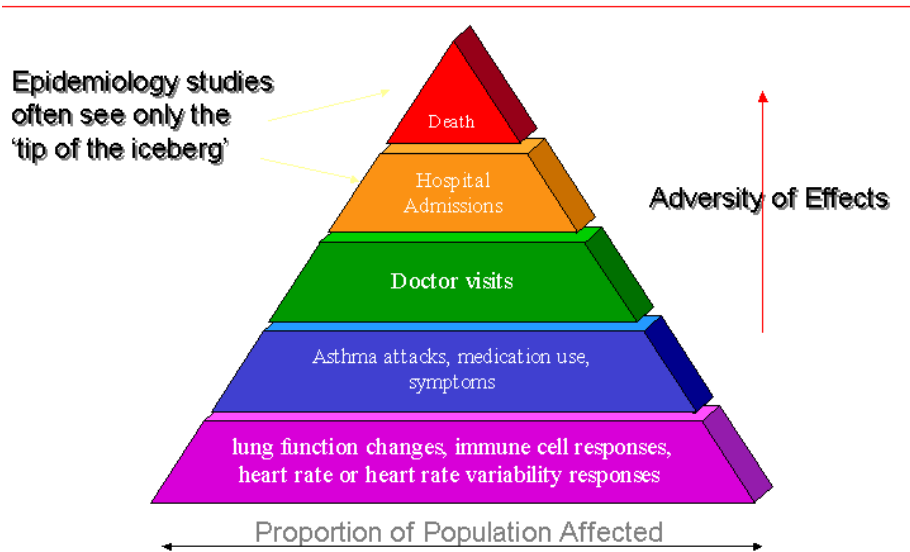 Epidemiology studies
often see only the
'tip of the iceberg'
Death
Hospital
Admissions
Adversity of Effects
Doctor visits
Asthma attacks, medication use,
symptoms
lung function changes, immune cell responses,
heart rate or heart rate variability responses
Proportion of Population Affected